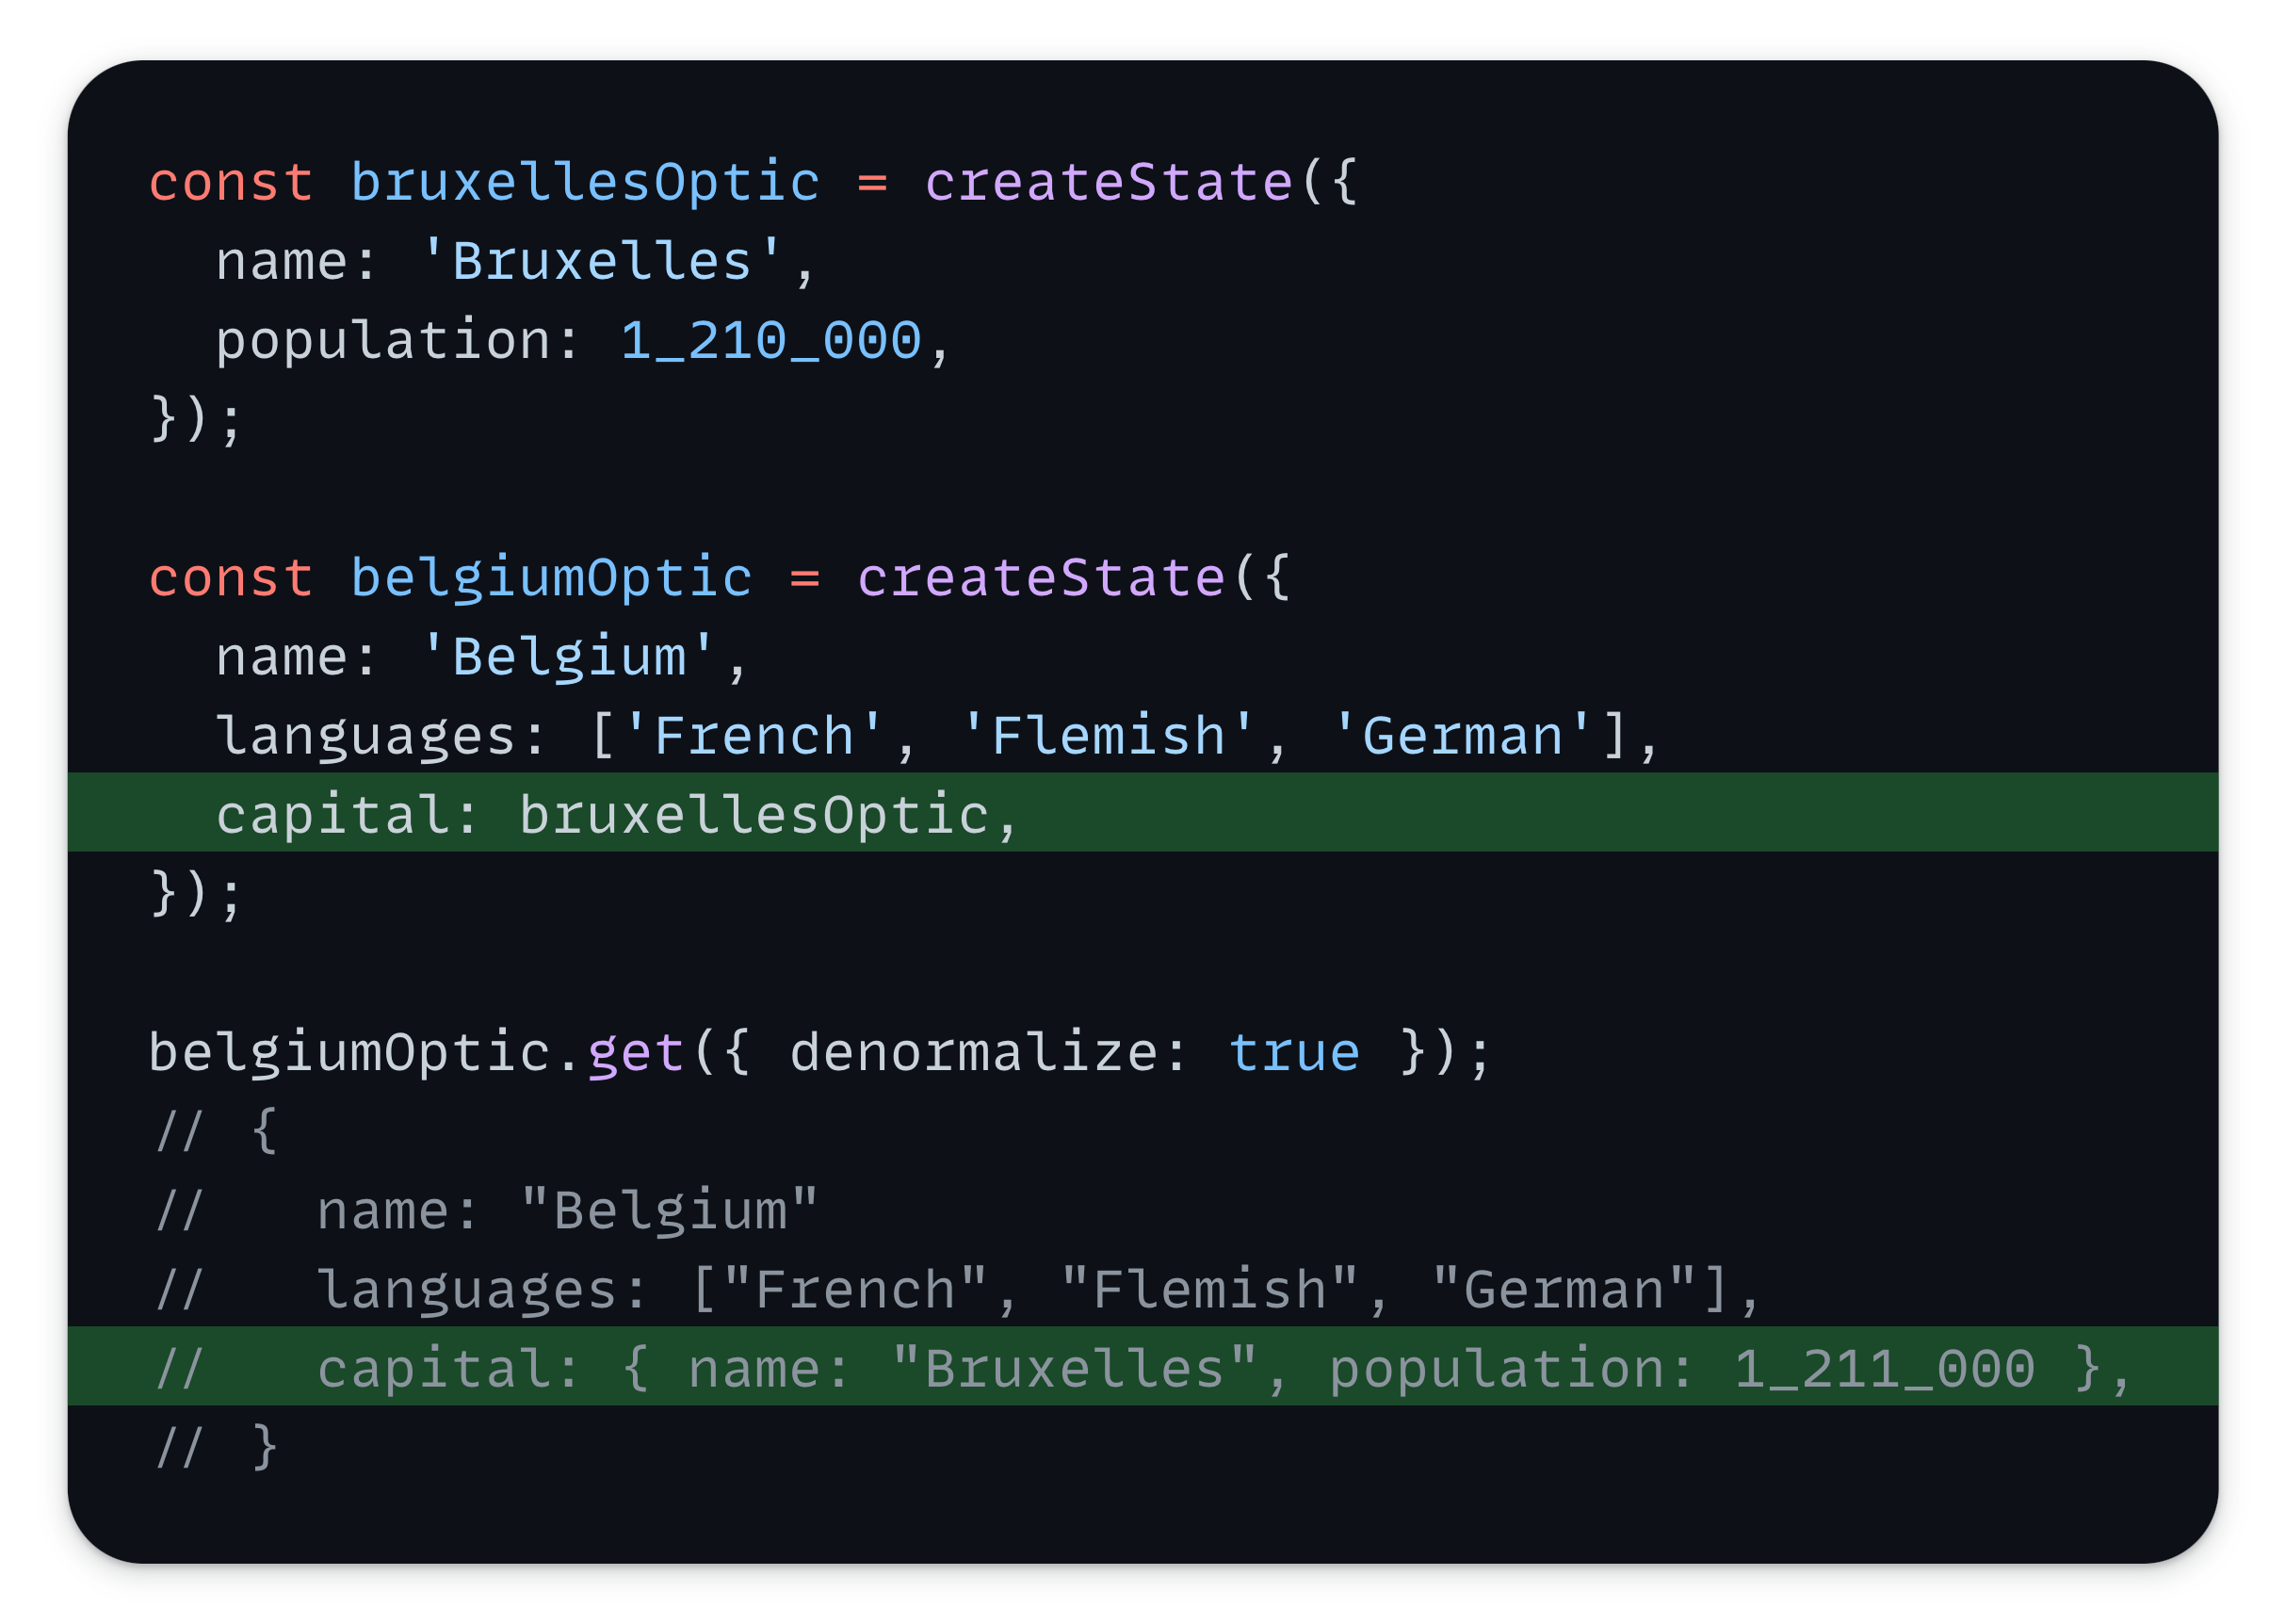 const bruxellesOptic = createState({
  name: 'Bruxelles',
  population: 1_210_000,
});

const belgiumOptic = createState({
  name: 'Belgium',
  languages: ['French', 'Flemish', 'German'],
  capital: bruxellesOptic,
});

belgiumOptic.get({ denormalize: true });
// {
//   name: "Belgium"
//   languages: ["French", "Flemish", "German"],
//   capital: { name: "Bruxelles", population: 1_211_000 },
// }